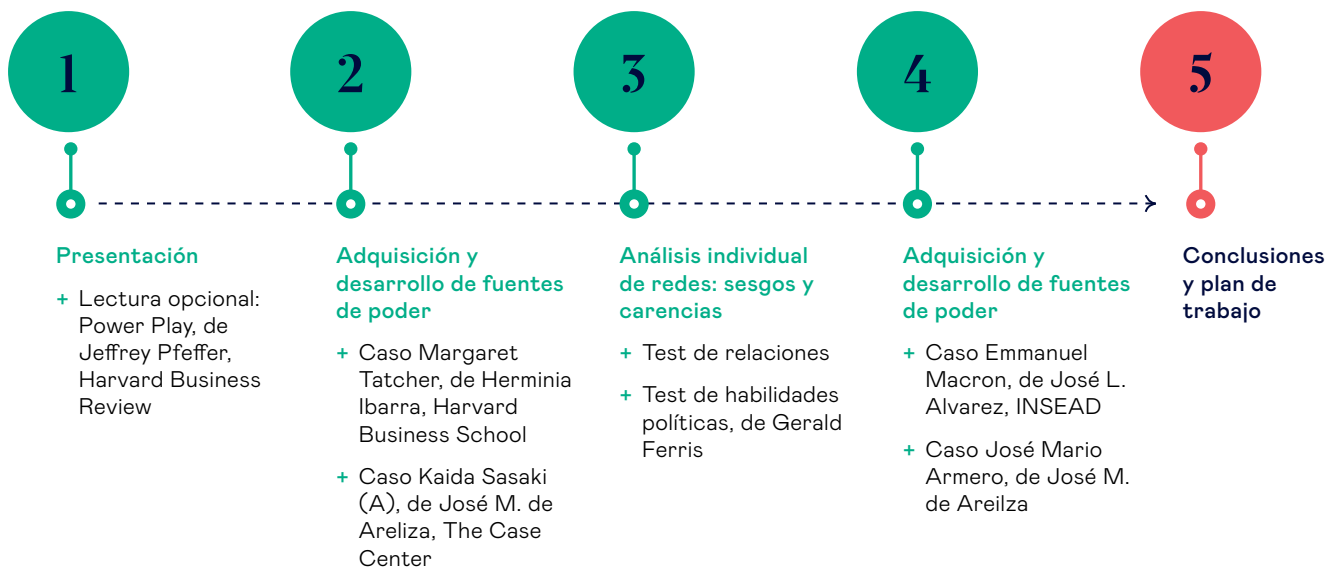 1
2
3
4
5
Presentación
+ Lectura opcional:
Power Play, de
Jeffrey Pfeffer,
Harvard Business
Review
Adquisición y
desarrollo de fuentes
de poder
+ Caso Margaret
Tatcher, de Herminia
Ibarra, Harvard
Business School
+ Caso Kaida Sasaki
(A), de José M. de
Areliza, The Case
Center
Análisis individual
de redes: sesgos y
carencias
+ Test de relaciones
+ Test de habilidades
políticas, de Gerald
Ferris
Adquisición y
desarrollo de fuentes
de poder
+ Caso Emmanuel
Macron, de José L.
Alvarez, INSEAD
+ Caso José Mario
Armero, de José M.
de Areilza
Conclusiones
y plan de
trabajo